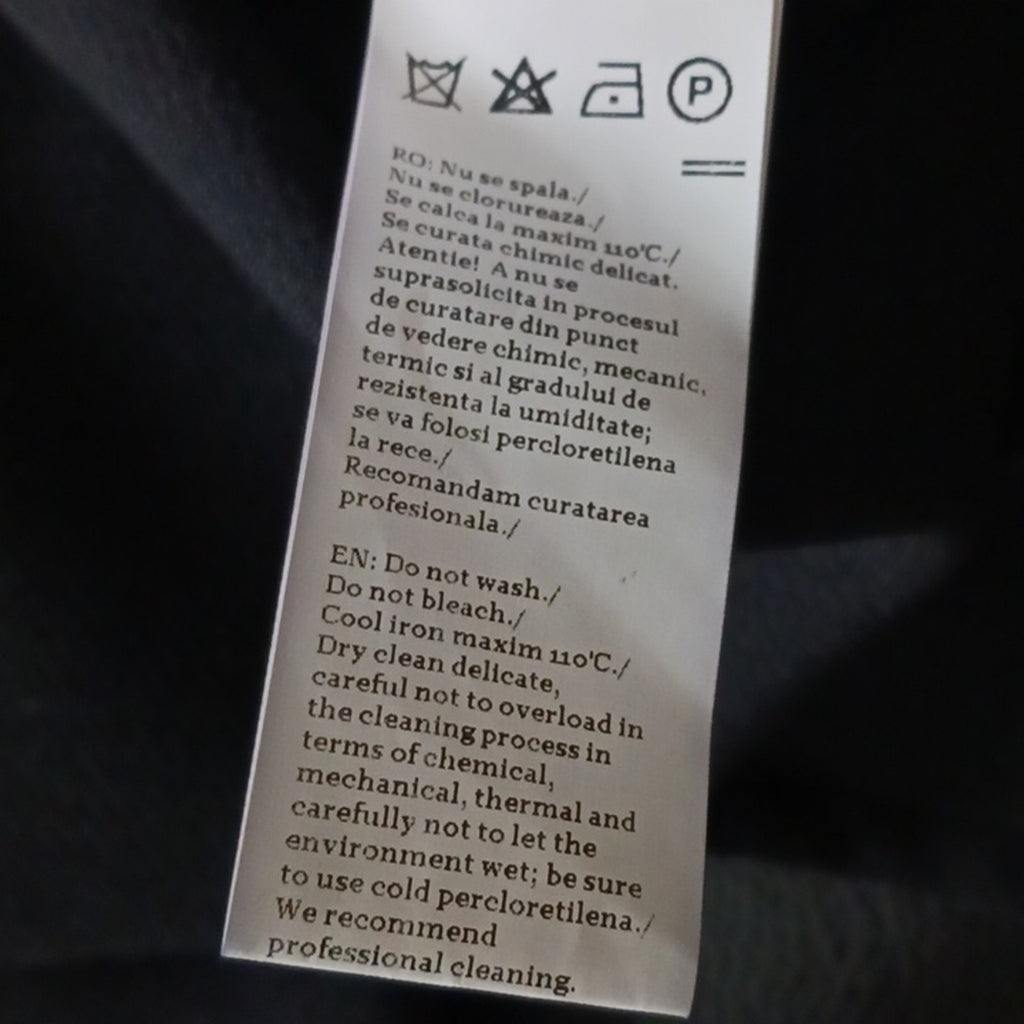 P
RO: Nu se spala./
Nu se clorureaza./
Se calca la maxim 110'C./
Se curata chimic delicat.
Atentie! A nu se
suprasolicita in procesul
de curatare din punct
de vedere chimic, mecanic,
termic si al gradului de
rezistenta la umiditate;
se va folosi percloretilena
la rece./
Recomandam curatarea
profesionala./
EN: Do not wash./
Do not bleach./
Cool iron maxim 110'C./
Dry clean delicate,
careful not to overload in
the cleaning process in
terms of chemical,
mechanical, thermal and
carefully not to let the
environment wet; be sure
to use cold percloretilena./
We recommend
professional cleaning.